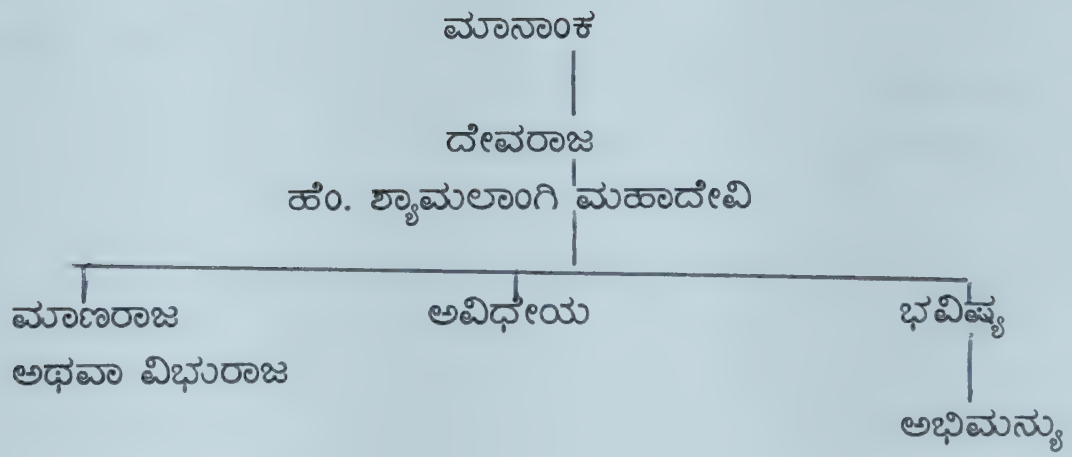 ಮಾನಾಂಕ
ದೇವರಾಜ
ಹೆಂ. ಶ್ಯಾಮಲಾಂಗಿ ಮಹಾದೇವಿ
ಮಾಣರಾಜ ಅವಿಧೇಯ ಭವಿಷ್ಯ
ಅಥವಾ ವಿಭುರಾಜ
ಅಭಿಮನ್ಯು